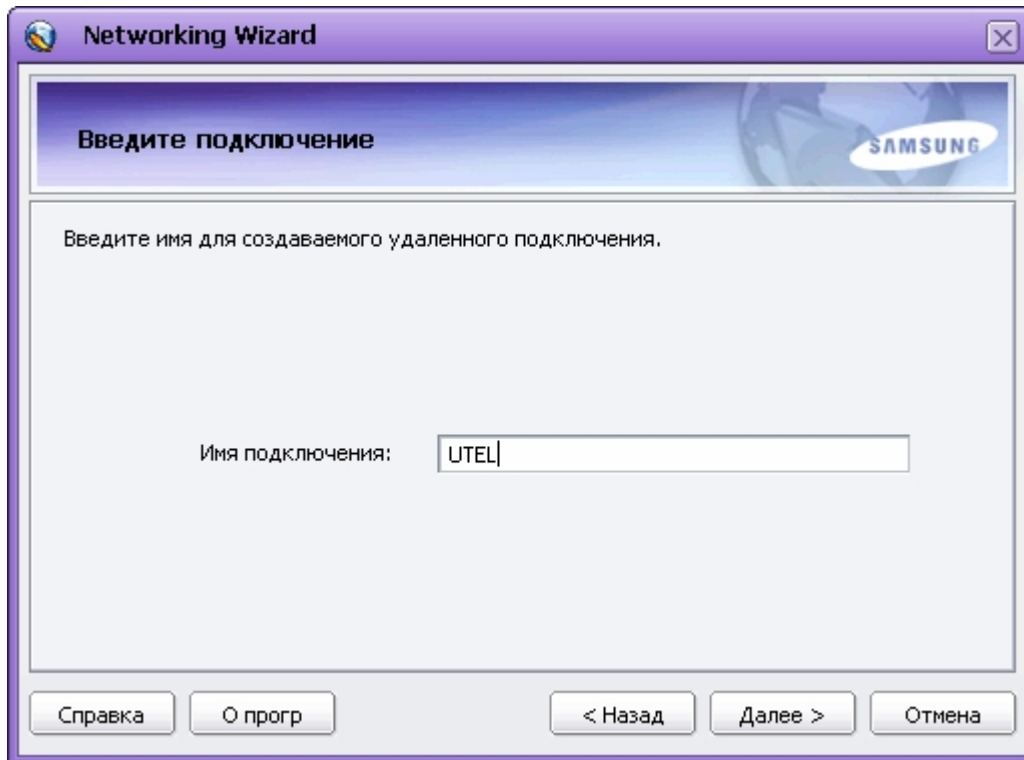 Networking Wizard
Введите подключение
SAMSUNG
Введите имя для создаваемого удаленного подключения.
Имя подключения: UTEL
Справка О прогр < Назад Далее > Отмена